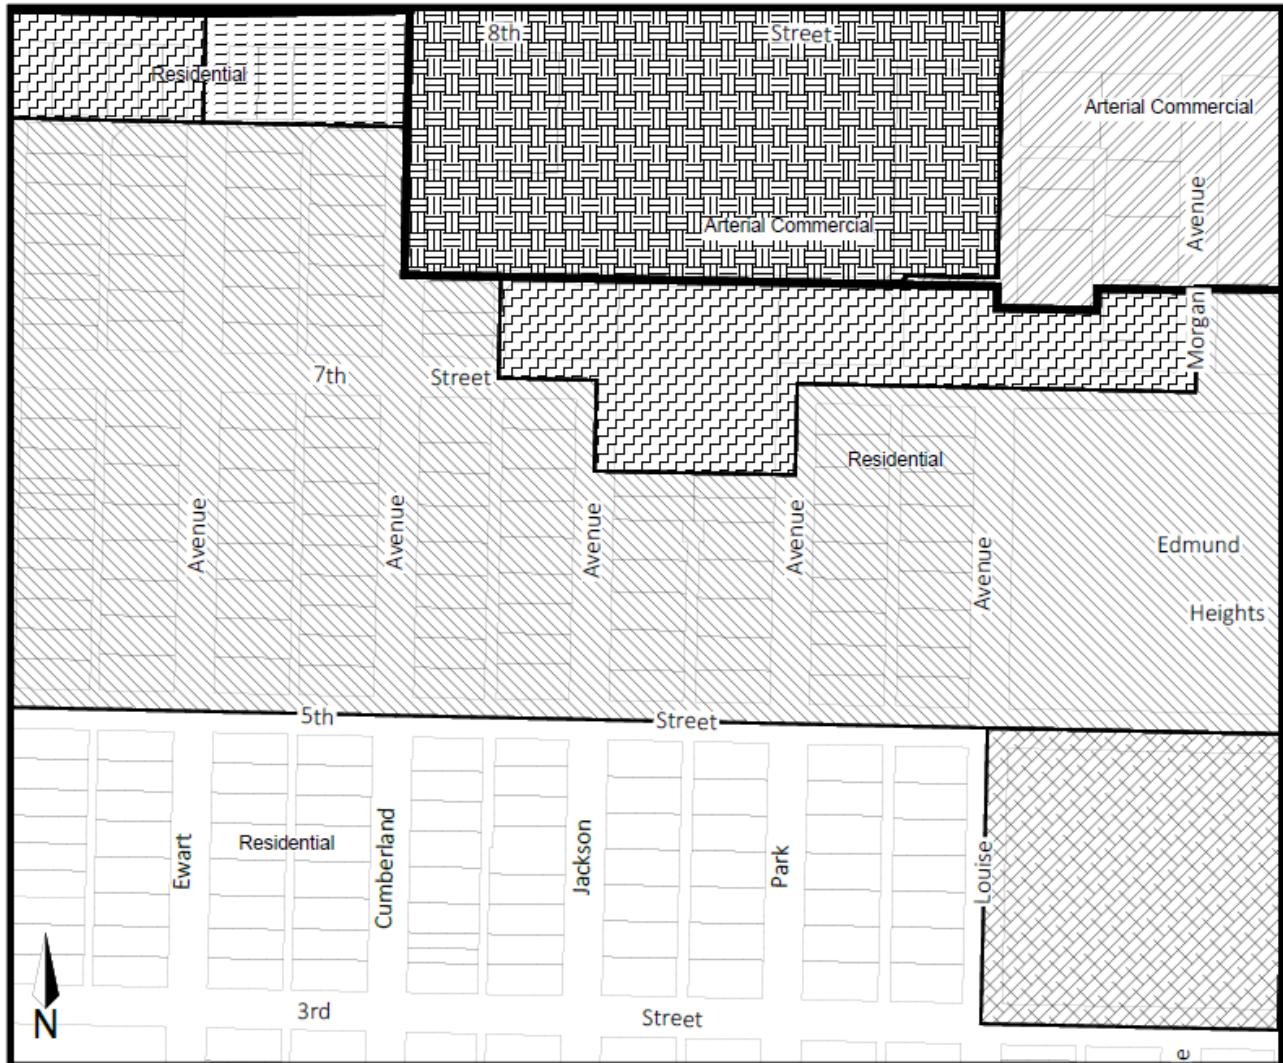 8th Street
Residential
Arterial Commercial
Avenue
Arterial Commercial
Morgan
7th Street
Residential
Avenue
Avenue
Avenue
Avenue
Avenue
Edmund
Heights
5th Street
Residential
Ewart
Cumberland
Jackson
Park
Louise
3rd Street
N
e